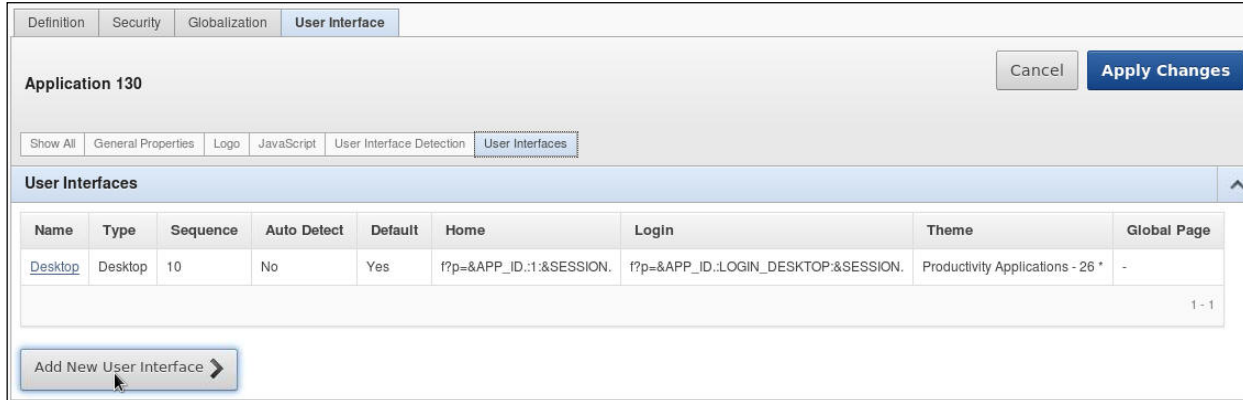 Definition Security Globalization User Interface
Cancel Apply Changes
Application 130
Show All General Properties Logo JavaScript User Interface Detection User Interfaces
User Interfaces
Name Type Sequence Auto Detect Default Home Login Theme Global Page
Desktop Desktop 10 No Yes f?p=&APP_ID.:1:&SESSION. f?p=&APP_ID.:LOGIN_DESKTOP:&SESSION. Productivity Applications - 26 * -
1 - 1
Add New User Interface